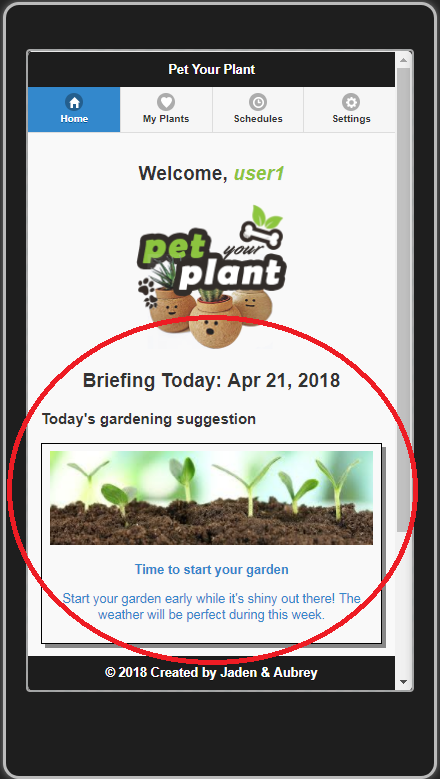 Pet Your Plant
Home My Plants Schedules Settings
Welcome, user1
pet your
plant
Briefing Today: Apr 21, 2018
Today's gardening suggestion
Time to start your garden
Start your garden early while it's shiny out there! The
weather will be perfect during this week.
© 2018 Created by Jaden & Aubrey